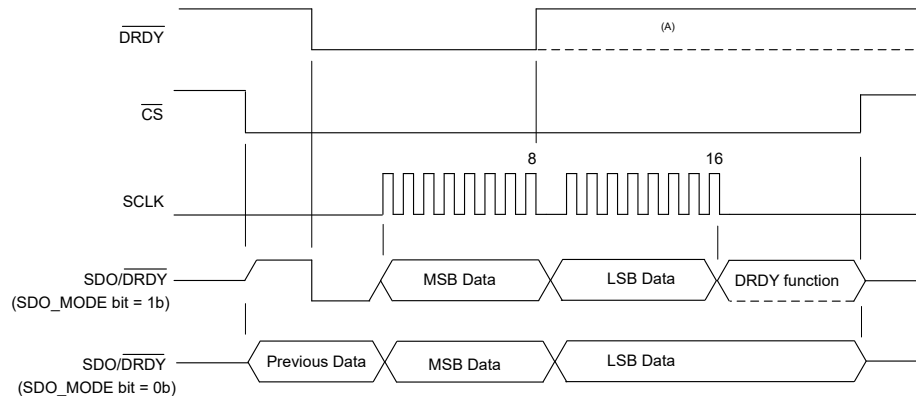 DRDY
(A)
CS
8
16
SCLK
SDO/DRDY
(SDO_MODE bit = 1b)
MSB Data
LSB Data
DRDY function
SDO/DRDY
(SDO_MODE bit = 0b)
Previous Data
MSB Data
LSB Data